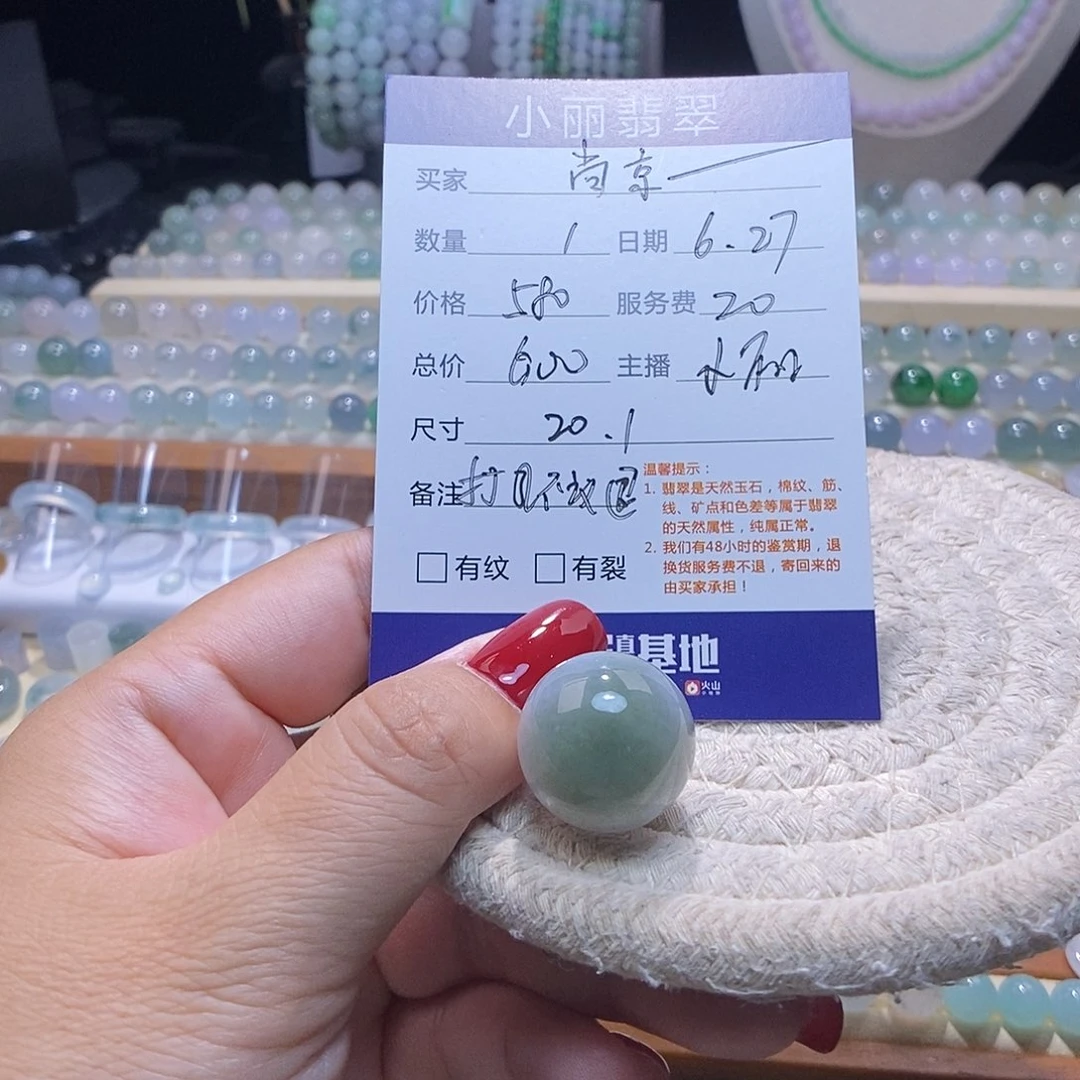 小丽翡翠
买家 尚京
数量 1 日期 6.27
价格 580 服务费 20
总价 600 主播
尺寸 20.1
备注 打目不找
温馨提示：
1. 翡翠是天然玉石，棉纹、筋、
线、矿点和色差等属于翡翠
的天然属性，纯属正常。
2. 我们有48小时的鉴赏期，退
换货服务费不退，寄回来的
由买家承担！
有纹 有裂
基地
火山